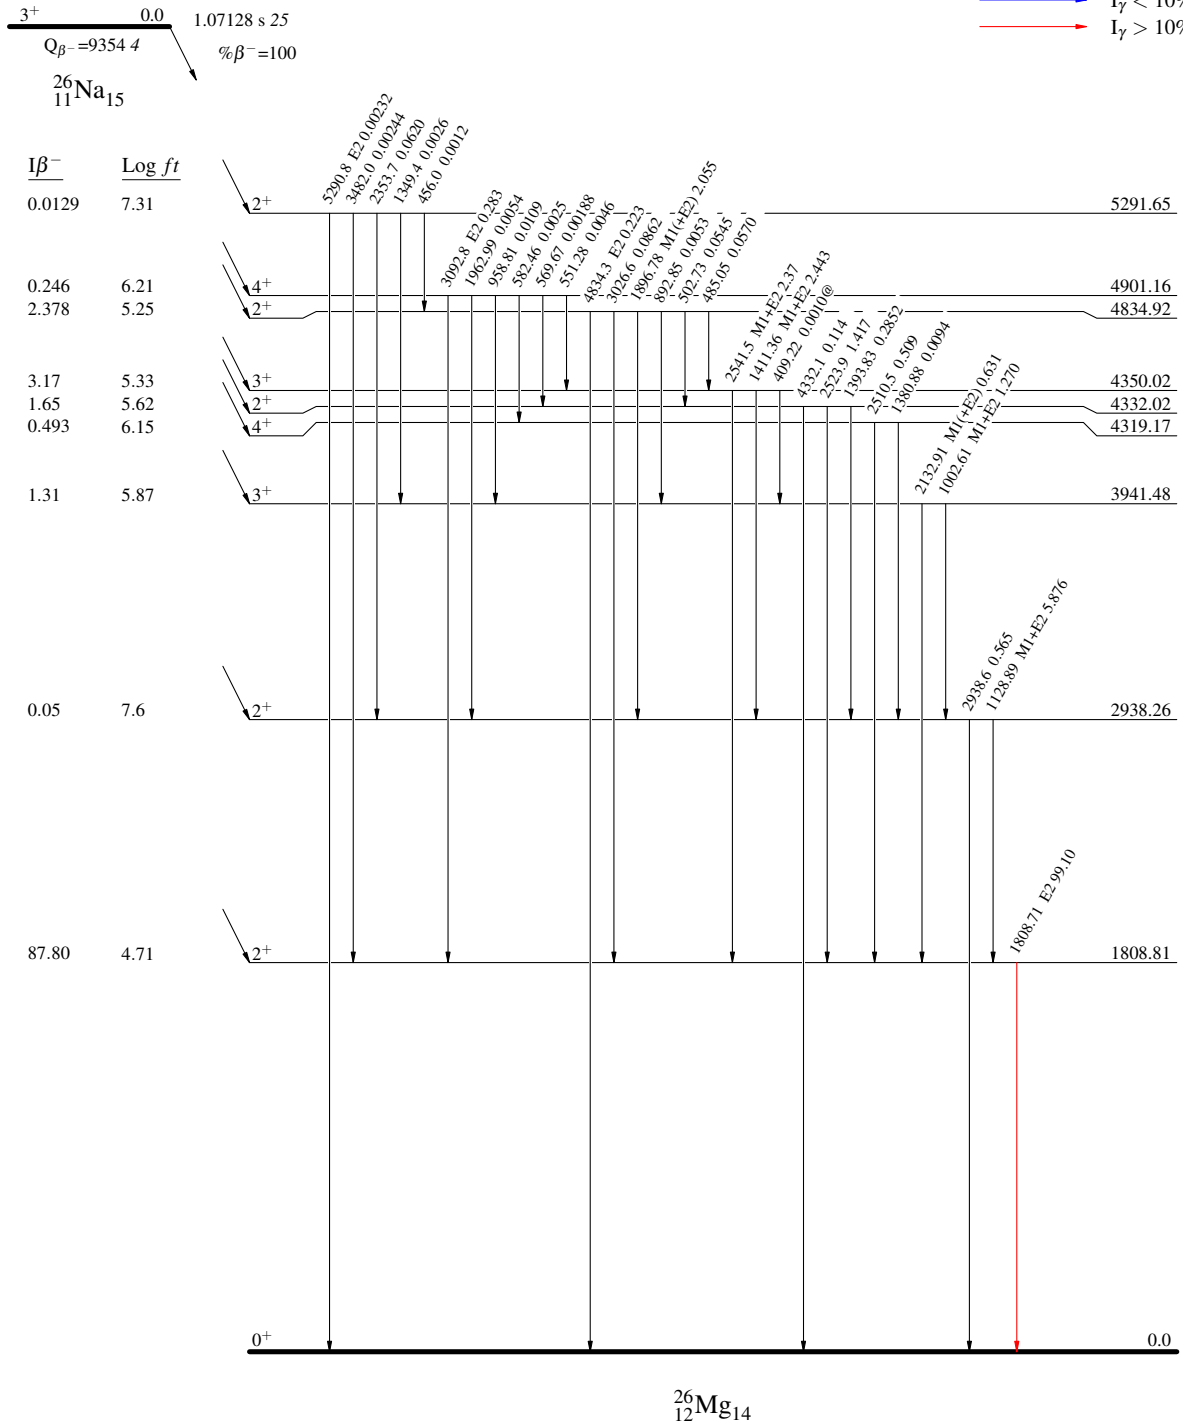 I_γ < 10%
3⁺ 0.0 1.07128 s 25
I_γ > 10%
Q_β⁻=9354 4
%β⁻=100
²⁶₁₁Na₁₅
Iβ⁻ Log ft
5290.8 E2 0.00232
3482.0 0.00244
2353.7 0.0620
1349.4 0.0026
456.0 0.0012
0.0129 7.31 2⁺ 5291.65
3092.8 E2 0.283
1962.99 0.0054
958.81 0.0109
582.46 0.0025
569.67 0.00188
551.28 0.0046
0.246 6.21 4⁺ 4901.16
4834.3 E2 0.223
3026.6 0.0862
1896.78 M1(+E2) 2.055
892.85 0.0053
502.73 0.0545
485.05 0.0570
2.378 5.25 2⁺ 4834.92
2541.5 M1+E2 2.37
1411.36 M1+E2 2.443
409.22 0.0010@
3.17 5.33 3⁺ 4350.02
4332.1 0.114
2523.9 1.417
1393.83 0.2852
1.65 5.62 2⁺ 4332.02
2510.5 0.509
1380.88 0.0094
0.493 6.15 4⁺ 4319.17
2132.91 M1(+E2) 0.631
1002.61 M1+E2 1.270
1.31 5.87 3⁺ 3941.48
2938.6 0.565
1128.89 M1+E2 5.876
0.05 7.6 2⁺ 2938.26
1808.71 E2 99.10
87.80 4.71 2⁺ 1808.81
0⁺ 0.0
²⁶₁₂Mg₁₄